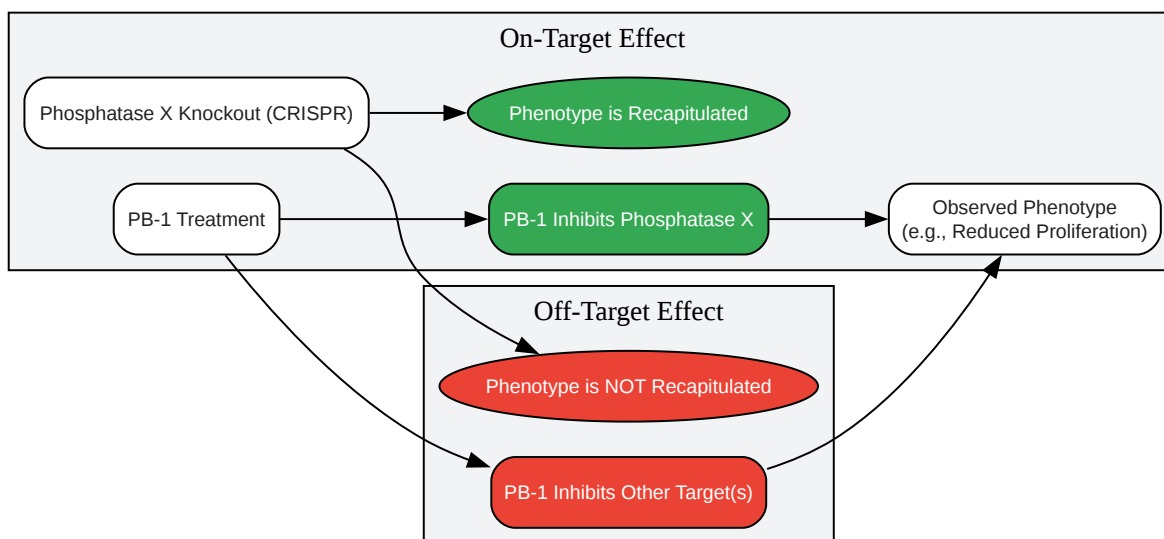 On-Target Effect
Phosphatase X Knockout (CRISPR)
Phenotype is Recapitulated
PB-1 Treatment
PB-1 Inhibits Phosphatase X
Observed Phenotype
(e.g., Reduced Proliferation)
Off-Target Effect
Phenotype is NOT Recapitulated
PB-1 Inhibits Other Target(s)